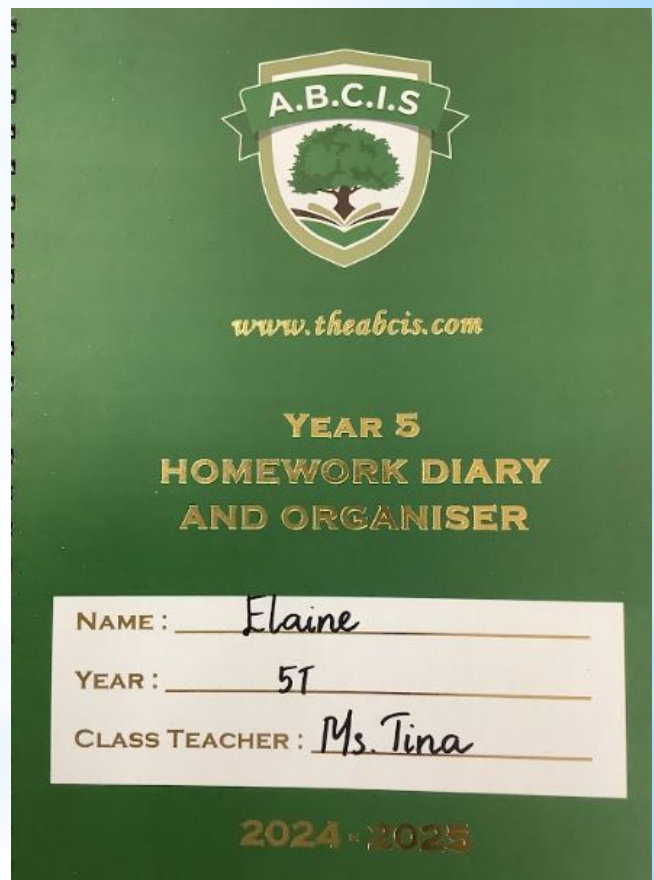 A.B.C.I.S
www.theabcis.com
YEAR 5
HOMEWORK DIARY
AND ORGANISER
NAME : Elaine
YEAR : 5T
CLASS TEACHER : Ms. Tina
2024 - 2025